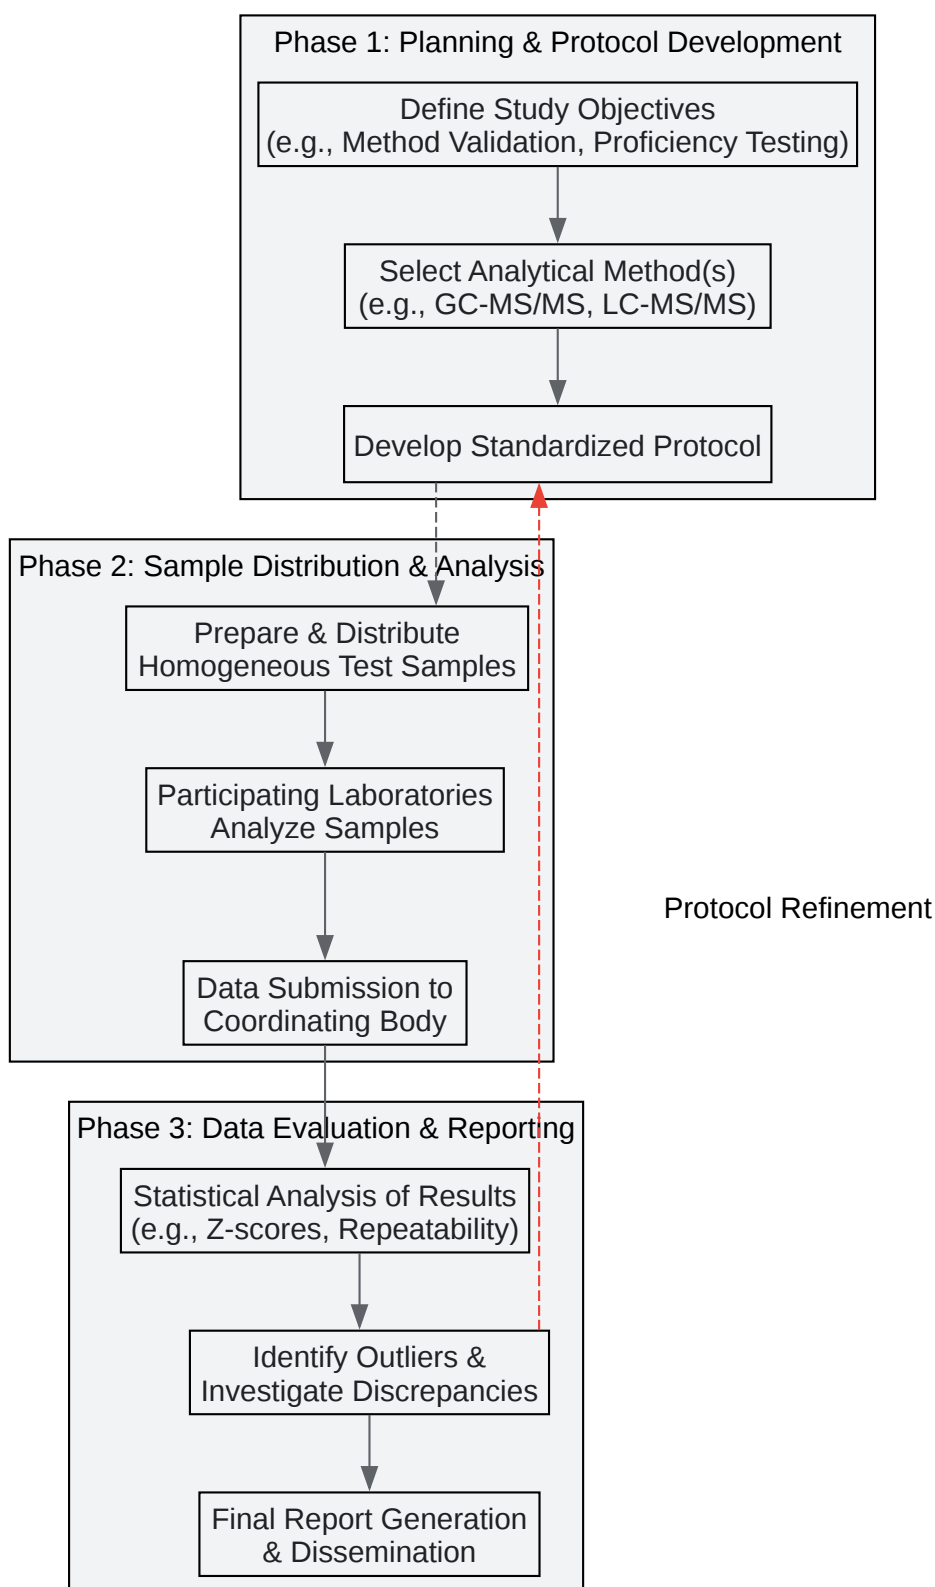 Phase 1: Planning & Protocol Development
Define Study Objectives
(e.g., Method Validation, Proficiency Testing)
Select Analytical Method(s)
(e.g., GC-MS/MS, LC-MS/MS)
Develop Standardized Protocol
Phase 2: Sample Distribution & Analysis
Prepare & Distribute
Homogeneous Test Samples
Participating Laboratories
Analyze Samples
Protocol Refinement
Data Submission to
Coordinating Body
Phase 3: Data Evaluation & Reporting
Statistical Analysis of Results
(e.g., Z-scores, Repeatability)
Identify Outliers &
Investigate Discrepancies
Final Report Generation
& Dissemination